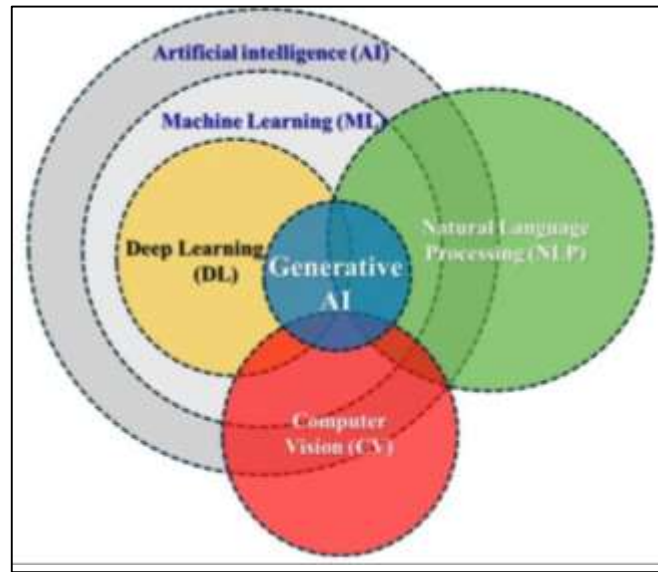 Artificial intelligence (AI)
Machine Learning (ML)
Deep Learning
(DL)
Generative
AI
Natural Language
Processing (NLP)
Computer
Vision (CV)